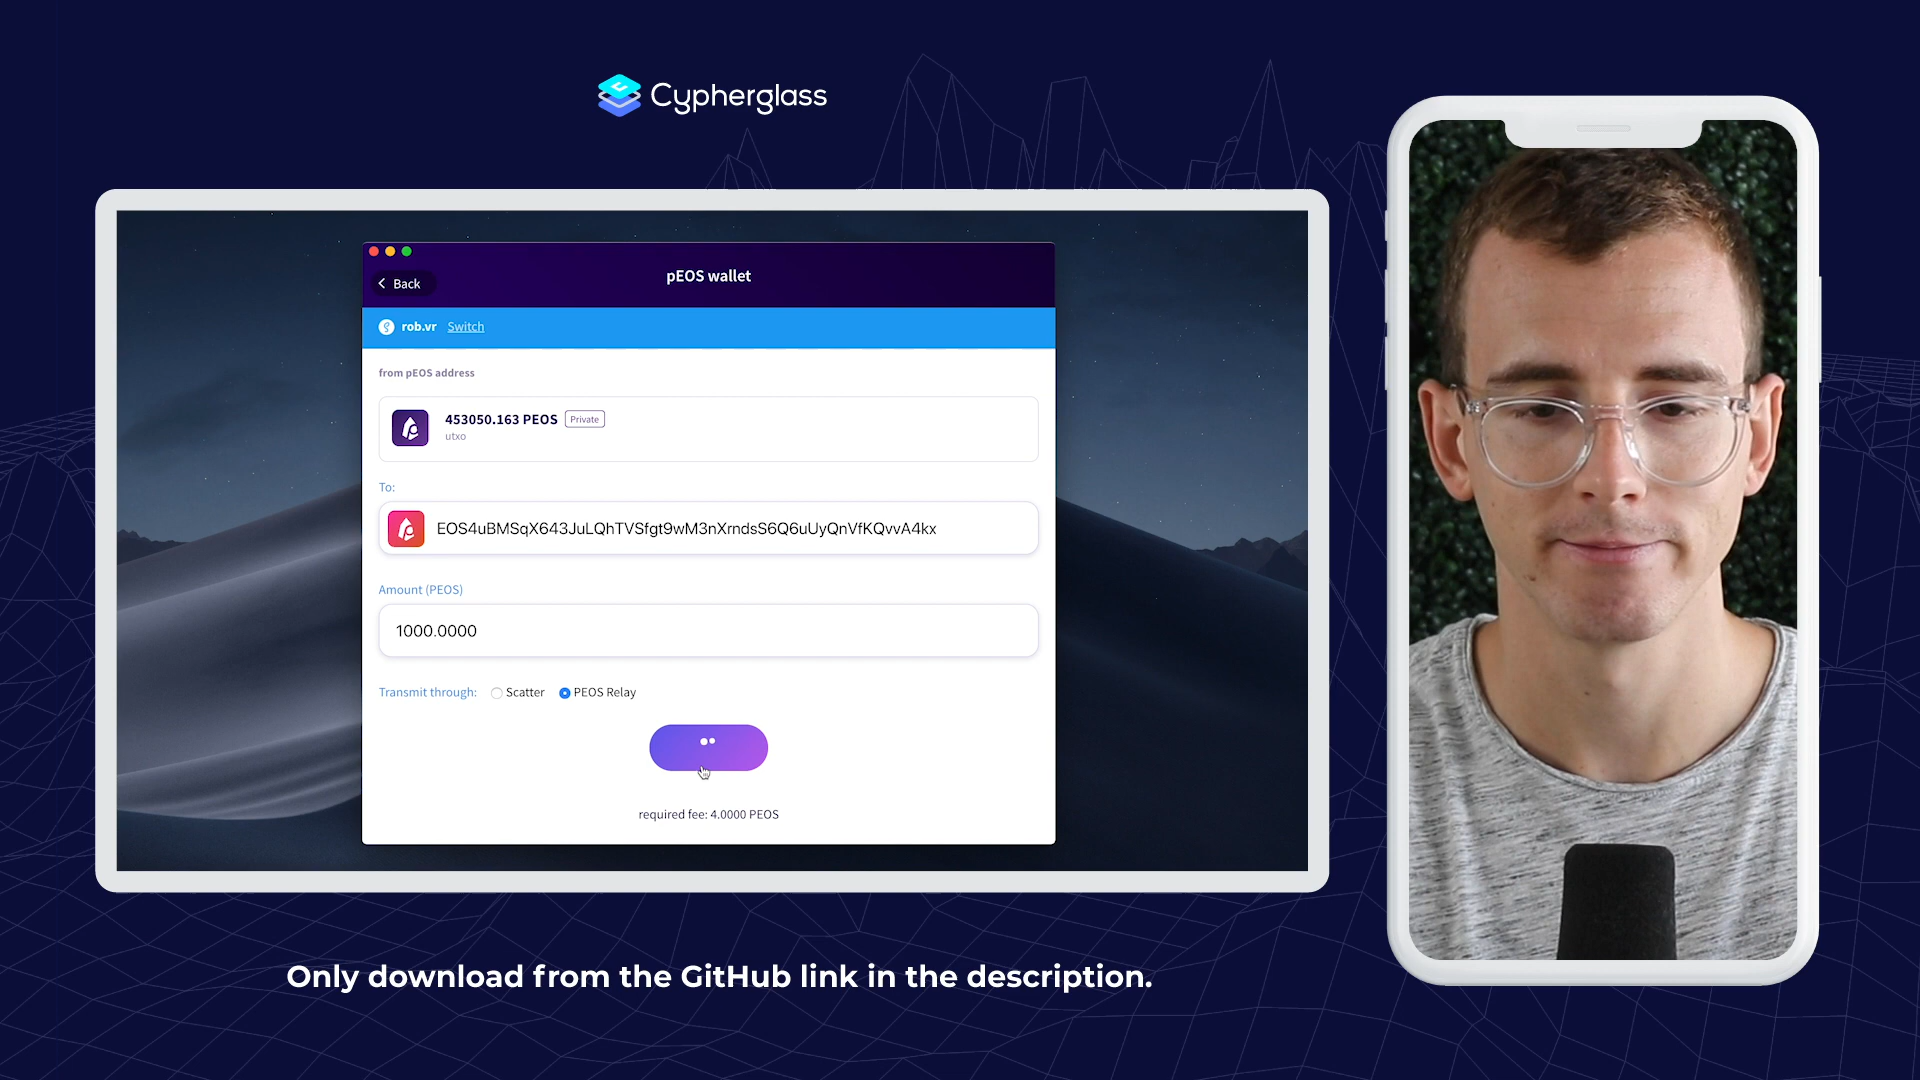 Cypherglass
pEOS wallet
Back
rob.vr Switch
from pEOS address
453050.163 PEOS Private
utxo
To:
EOS4uBMSqX643JuLQhTVSfgt9wM3nXrndsS6Q6uUyQnVfKQvvA4kx
Amount (PEOS)
1000.0000
Transmit through: Scatter PEOS Relay
required fee: 4.0000 PEOS
Only download from the GitHub link in the description.